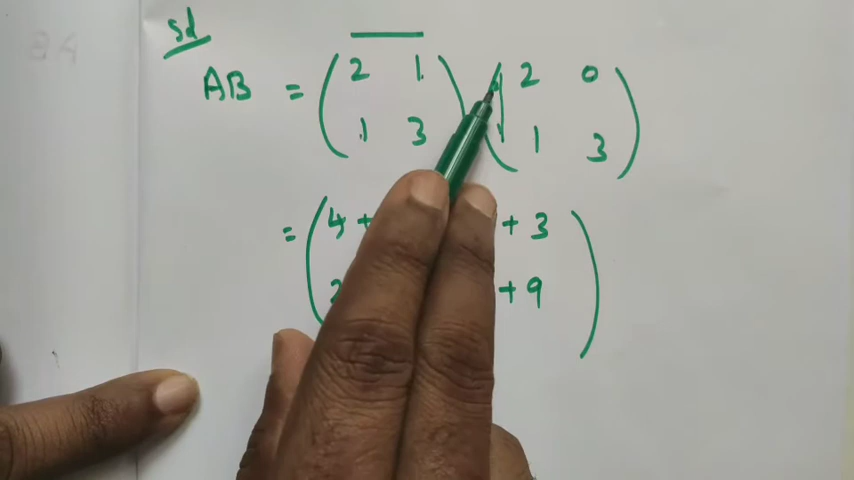 Sd
AB = ( 2 1 ) ( 2 0 )
( 1 3 ) ( 1 3 )
= ( 4 + + 3 )
( 2 + 9 )